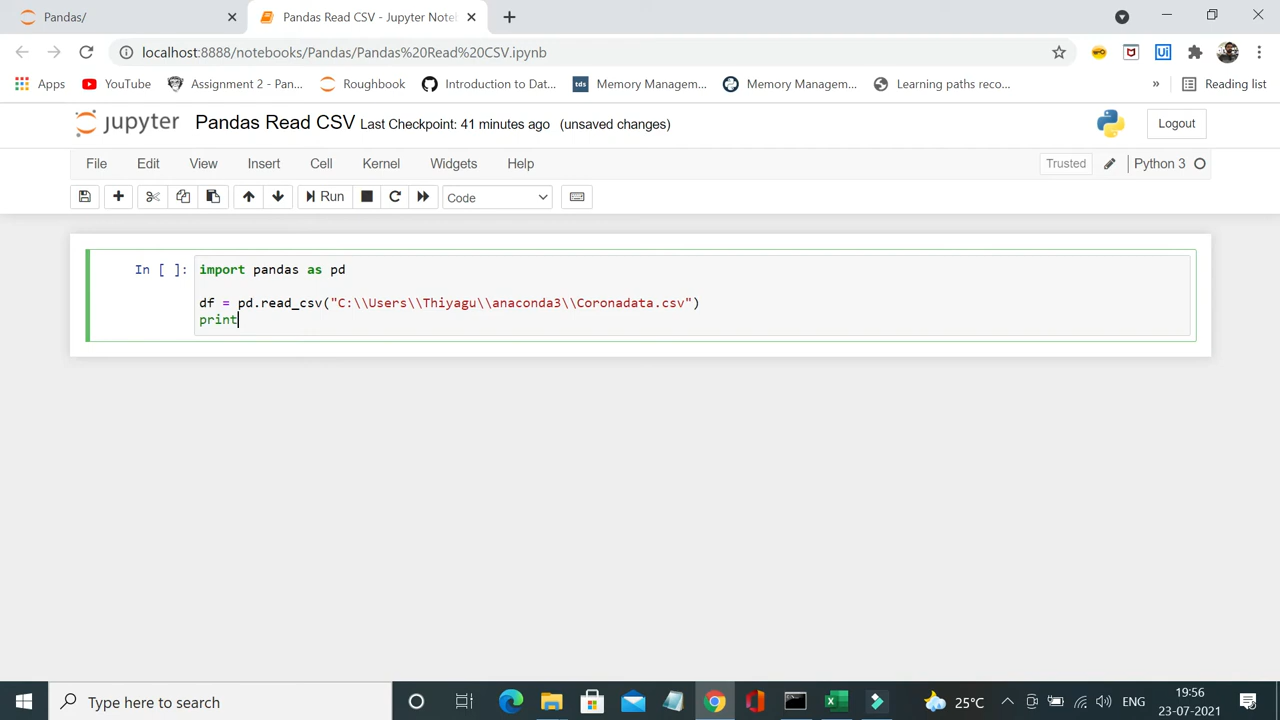 Pandas/
Pandas Read CSV - Jupyter Note
localhost:8888/notebooks/Pandas/Pandas%20Read%20CSV.ipynb
Apps YouTube Assignment 2 - Pan... Roughbook Introduction to Dat... tds Memory Management... Memory Managem... Learning paths reco... » Reading list
jupyter Pandas Read CSV Last Checkpoint: 41 minutes ago (unsaved changes) Logout
File Edit View Insert Cell Kernel Widgets Help Trusted Python 3
Run Code
In [ ]: import pandas as pd
df = pd.read_csv("C:\\Users\\Thiyagu\\anaconda3\\Coronadata.csv")
print
Type here to search 25°C ENG 19:56
23-07-2021